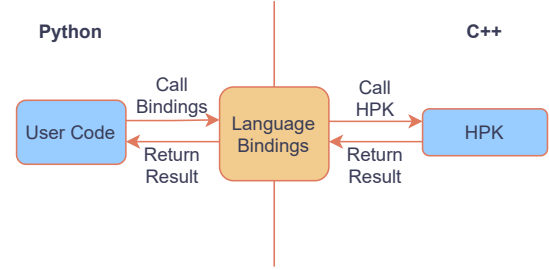 Python
C++
Call
Bindings
User Code
Return
Result
Language
Bindings
Call
HPK
Return
Result
HPK